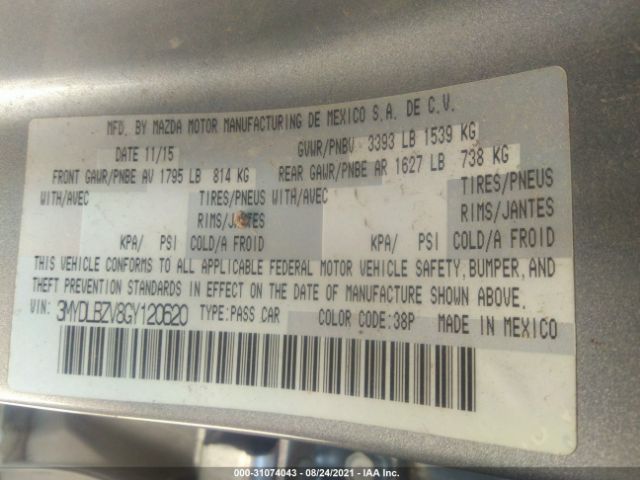 MFD. BY MAZDA MOTOR MANUFACTURING DE MEXICO S.A. DE C.V.
DATE 11/15 GVWR/PNBV 3393 LB 1539 KG
FRONT GAWR/PNBE AV 1795 LB 814 KG REAR GAWR/PNBE AR 1627 LB 738 KG
WITH/AVEC TIRES/PNEUS WITH/AVEC TIRES/PNEUS
RIMS/JANTES RIMS/JANTES
KPA/ PSI COLD/A FROID KPA/ PSI COLD/A FROID
THIS VEHICLE CONFORMS TO ALL APPLICABLE FEDERAL MOTOR VEHICLE SAFETY, BUMPER, AND
THEFT PREVENTION STANDARDS IN EFFECT ON THE DATE OF MANUFACTURE SHOWN ABOVE.
VIN: 3MYDLBZV8GY120620 TYPE:PASS CAR COLOR CODE:38P MADE IN MEXICO
000-31074043 - 08/24/2021 - IAA Inc.